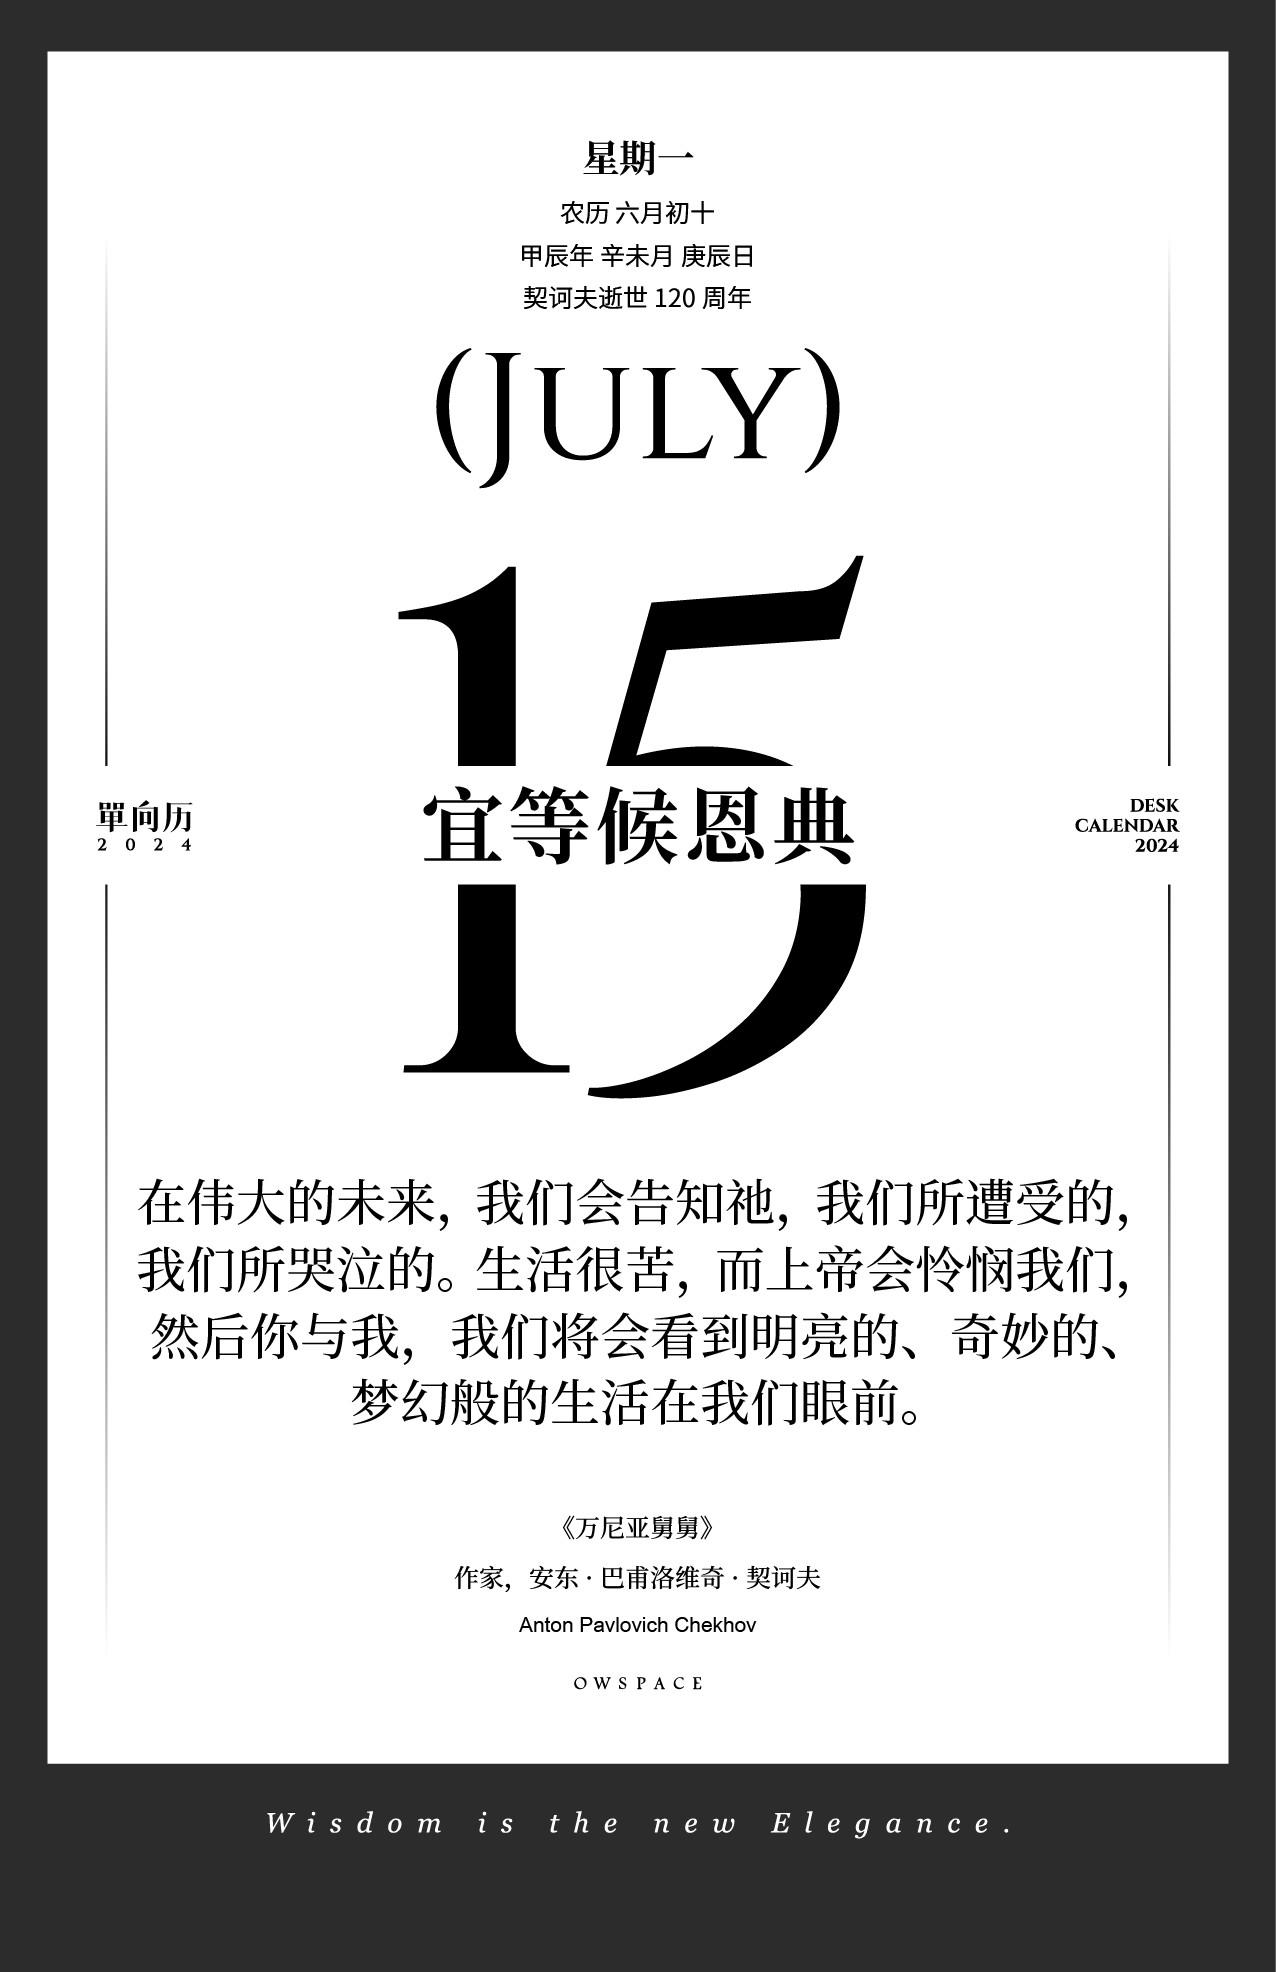 星期一
农历 六月初十
甲辰年 辛未月 庚辰日
契诃夫逝世 120 周年
(JULY)
15
單向历
2 0 2 4
宜等候恩典
DESK
CALENDAR
2024
在伟大的未来，我们会告知祂，我们所遭受的，
我们所哭泣的。生活很苦，而上帝会怜悯我们，
然后你与我，我们将会看到明亮的、奇妙的、
梦幻般的生活在我们眼前。
《万尼亚舅舅》
作家，安东 · 巴甫洛维奇 · 契诃夫
Anton Pavlovich Chekhov
OWSPACE
Wisdom is the new Elegance.